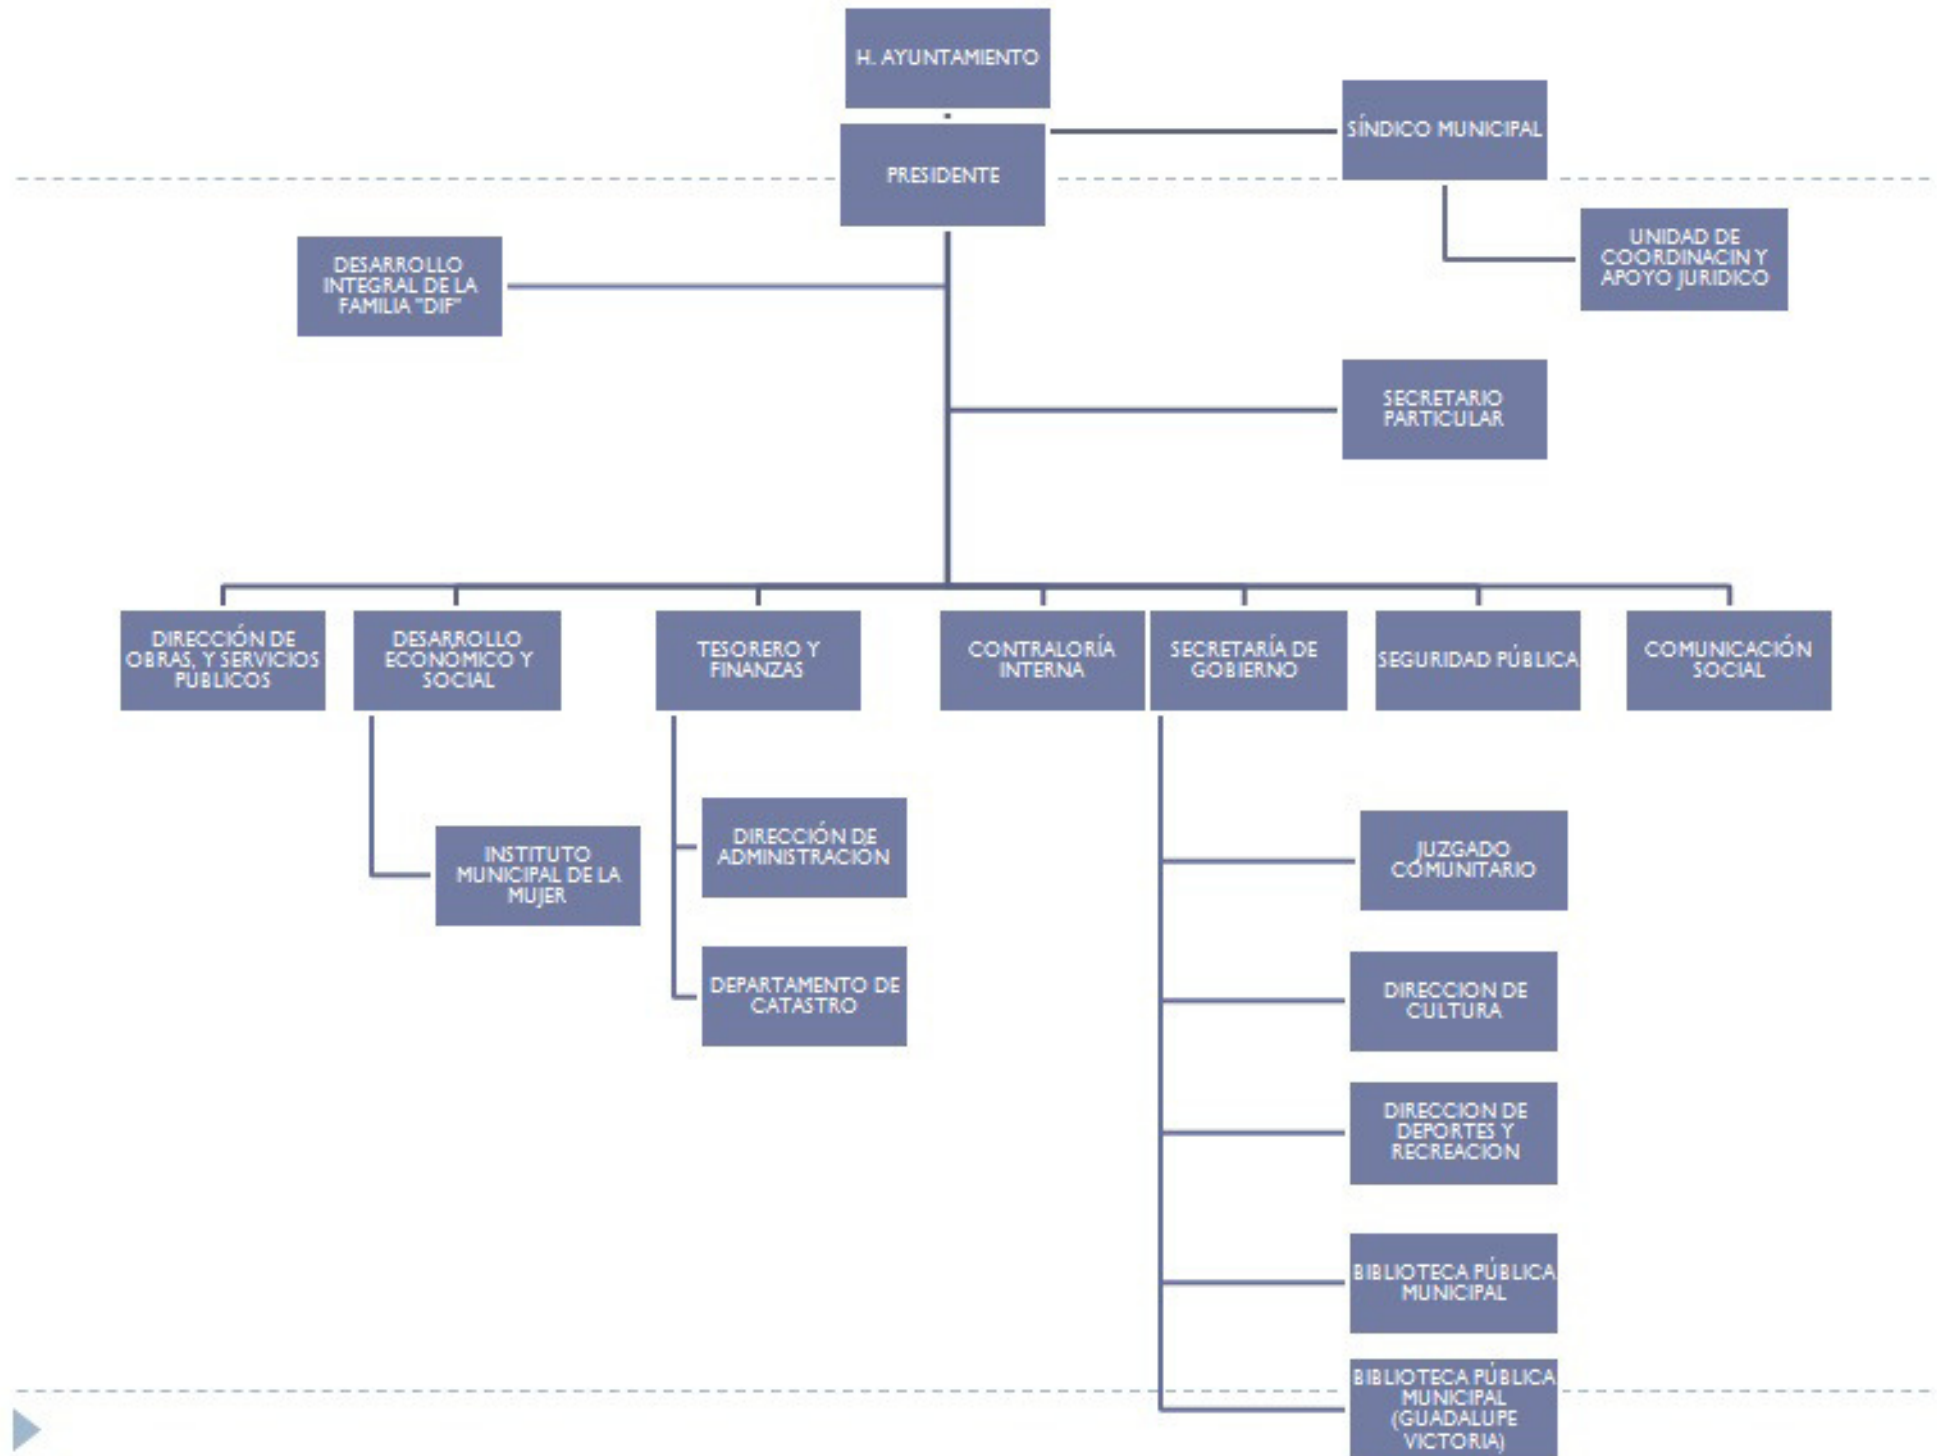 H. AYUNTAMIENTO
SÍNDICO MUNICIPAL
PRESIDENTE
UNIDAD DE
COORDINACIN Y
APOYO JURIDICO
DESARROLLO
INTEGRAL DE LA
FAMILIA "DIF"
SECRETARIO
PARTICULAR
DIRECCIÓN DE
OBRAS, Y SERVICIOS
PÚBLICOS
DESARROLLO
ECONÓMICO Y
SOCIAL
TESORERO Y
FINANZAS
CONTRALORÍA
INTERNA
SECRETARÍA DE
GOBIERNO
SEGURIDAD PÚBLICA
COMUNICACIÓN
SOCIAL
INSTITUTO
MUNICIPAL DE LA
MUJER
DIRECCIÓN DE
ADMINISTRACIÓN
DEPARTAMENTO DE
CATASTRO
JUZGADO
COMUNITARIO
DIRECCION DE
CULTURA
DIRECCION DE
DEPORTES Y
RECREACION
BIBLIOTECA PÚBLICA
MUNICIPAL
BIBLIOTECA PÚBLICA
MUNICIPAL
(GUADALUPE
VICTORIA)